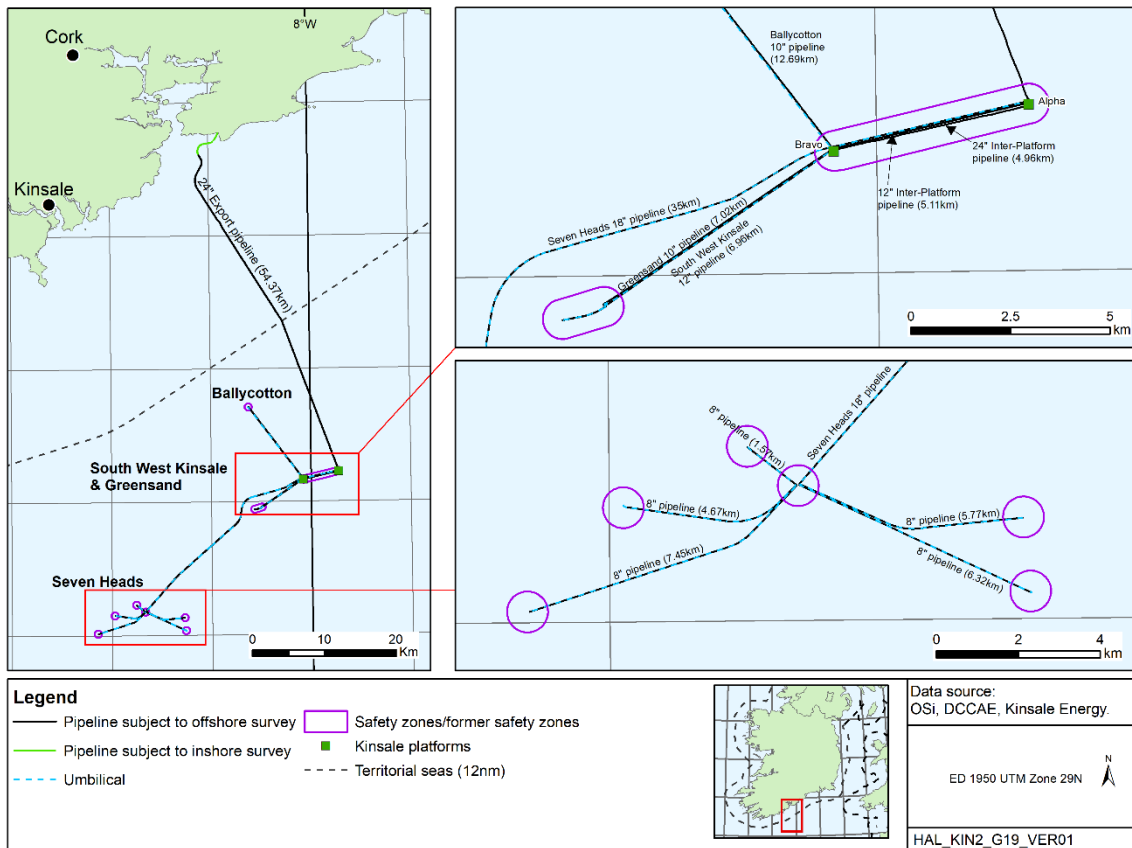 8°W
Cork
Kinsale
24" Export pipeline (54.37km)
Ballycotton
South West Kinsale
& Greensand
Seven Heads
0 10 20
Km
Ballycotton
10" pipeline
(12.69km)
Alpha
Bravo
24" Inter-Platform
pipeline (4.96km)
12" Inter-Platform
pipeline (5.11km)
Seven Heads 18" pipeline (35km)
Greensand 10" pipeline (7.02km)
South West Kinsale
12" pipeline (6.96km)
0 2.5 5
km
Seven Heads 18" pipeline
8" pipeline (1.57km)
8" pipeline (4.67km)
8" pipeline (5.77km)
8" pipeline (7.45km)
8" pipeline (6.32km)
0 2 4
km
Legend
Pipeline subject to offshore survey
Pipeline subject to inshore survey
Umbilical
Safety zones/former safety zones
Kinsale platforms
Territorial seas (12nm)
Data source:
OSi, DCCAE, Kinsale Energy.
N
ED 1950 UTM Zone 29N
HAL_KIN2_G19_VER01